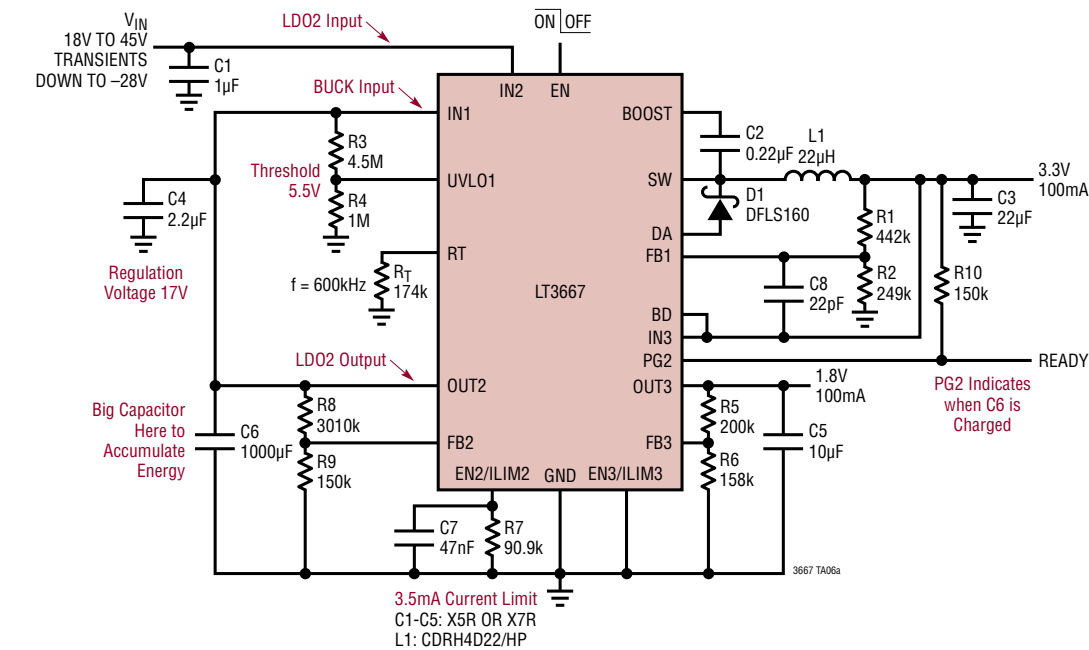 VIN
18V TO 45V
TRANSIENTS
DOWN TO –28V
LDO2 Input
ON OFF
C1
1µF
BUCK Input
IN2
EN
IN1
BOOST
R3
4.5M
Threshold
5.5V
UVLO1
R4
1M
C4
2.2µF
Regulation
Voltage 17V
RT
f = 600kHz
RT
174k
LT3667
C2
0.22µF
L1
22µH
SW
D1
DFLS160
DA
FB1
3.3V
100mA
C3
22µF
R1
442k
R2
249k
C8
22pF
R10
150k
BD
IN3
PG2
READY
PG2 Indicates
when C6 is
Charged
LDO2 Output
OUT2
OUT3
1.8V
100mA
Big Capacitor
Here to
Accumulate
Energy
C6
1000µF
R8
3010k
R9
150k
FB2
FB3
R5
200k
R6
158k
C5
10µF
EN2/ILIM2
GND
EN3/ILIM3
C7
47nF
R7
90.9k
3667 TA06a
3.5mA Current Limit
C1-C5: X5R OR X7R
L1: CDRH4D22/HP